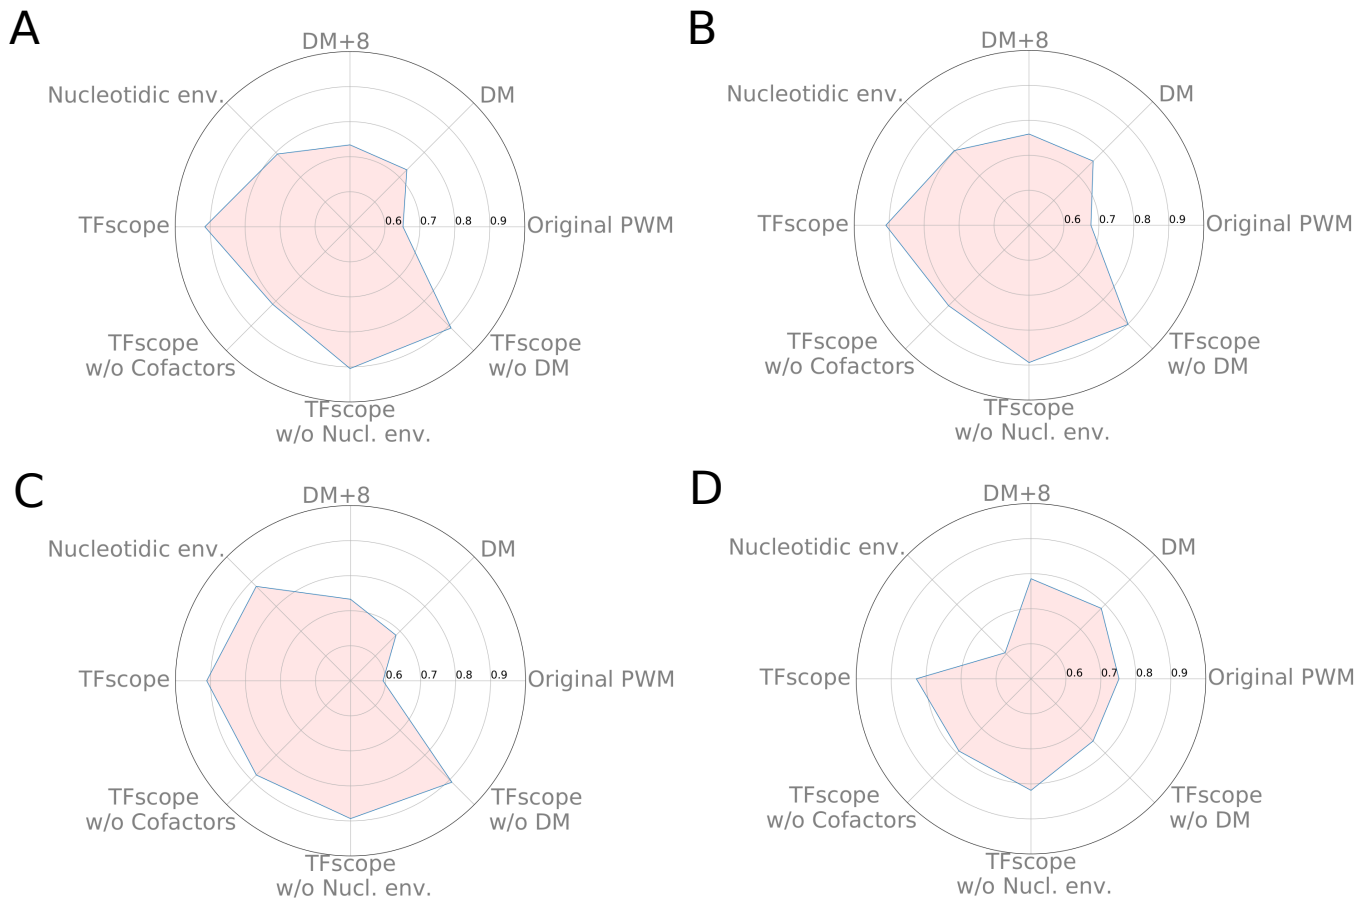 A
DM+8
Nucleotidic env.
DM
TFscope
0.6 0.7 0.8 0.9
Original PWM
TFscope
w/o Cofactors
TFscope
w/o DM
TFscope
w/o Nucl. env.
B
DM+8
Nucleotidic env.
DM
TFscope
0.6 0.7 0.8 0.9
Original PWM
TFscope
w/o Cofactors
TFscope
w/o DM
TFscope
w/o Nucl. env.
C
DM+8
Nucleotidic env.
DM
TFscope
0.6 0.7 0.8 0.9
Original PWM
TFscope
w/o Cofactors
TFscope
w/o DM
TFscope
w/o Nucl. env.
D
DM+8
Nucleotidic env.
DM
TFscope
0.6 0.7 0.8 0.9
Original PWM
TFscope
w/o Cofactors
TFscope
w/o DM
TFscope
w/o Nucl. env.